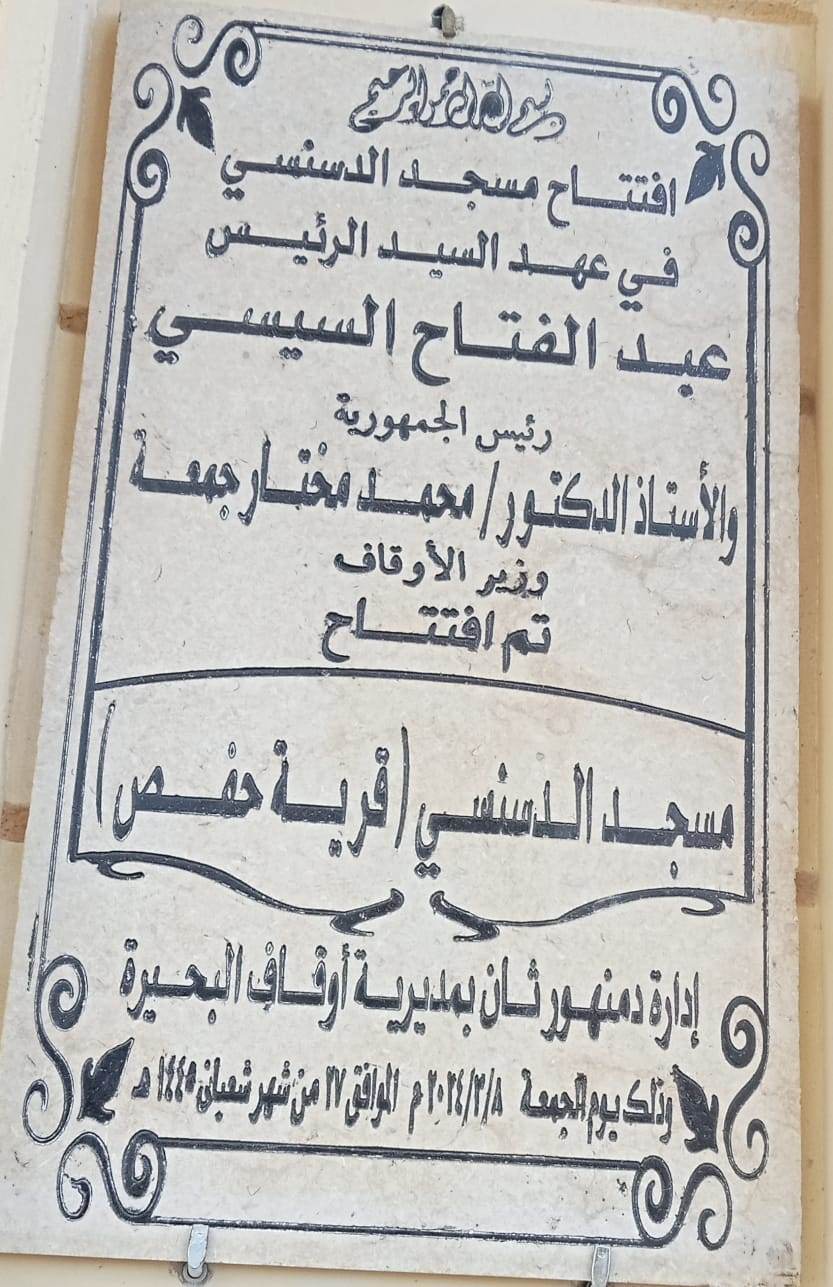 بسم الله الرحمن الرحيم
افتتاح مسجد الدسنسي
في عهد السيد الرئيس
عبد الفتاح السيسي
رئيس الجمهورية
والأستاذ الدكتور/ محمد مختار جمعة
وزير الأوقاف
تم افتتاح
مسجد الدسنسي (قرية حفص)
إدارة دمنهور ثان بمديرية أوقاف البحيرة
وذلك يوم الجمعة ٢٠٢٤/٣/٨ م الموافق ٢٧ من شهر شعبان ١٤٤٥ هـ